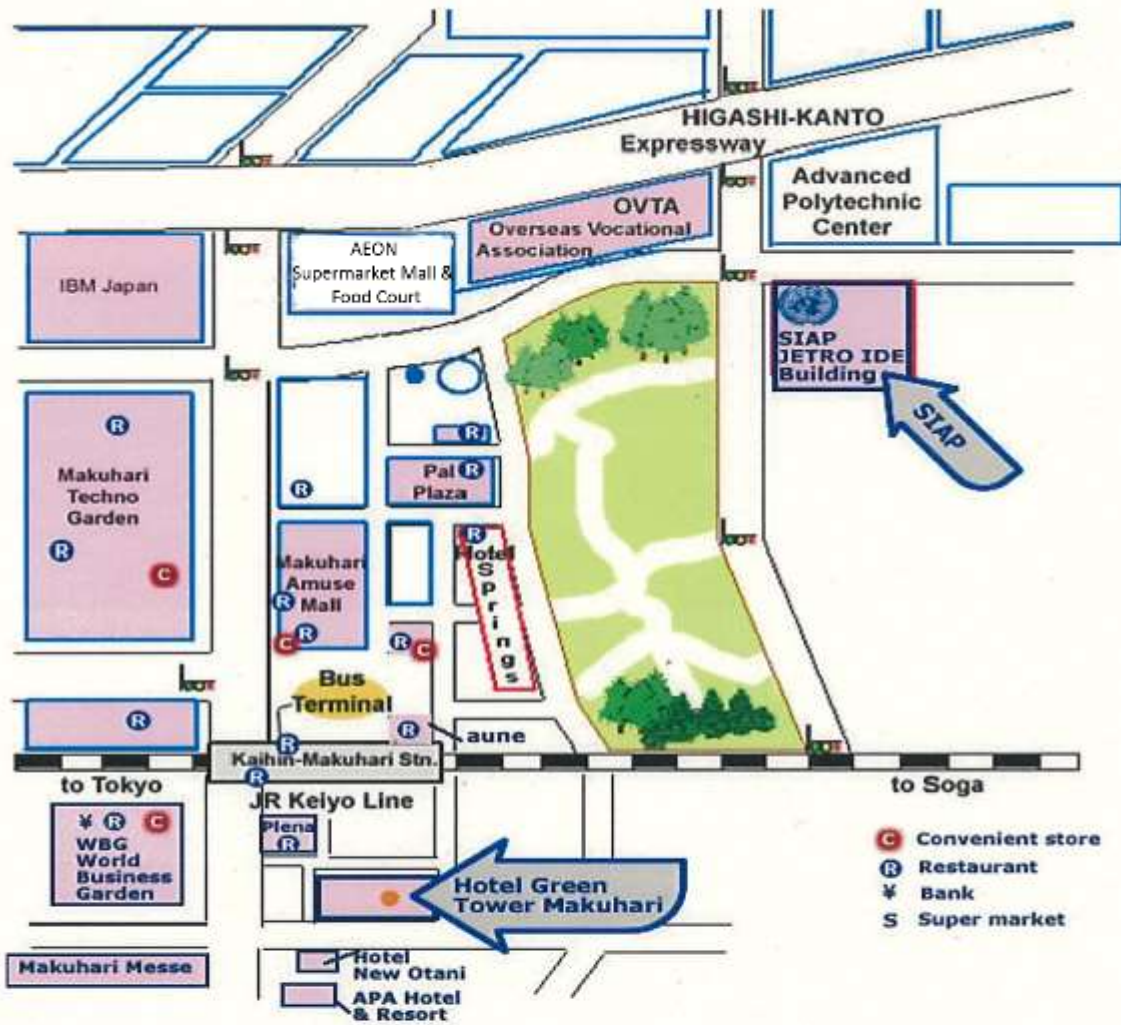 HIGASHI-KANTO
Expressway
Advanced
Polytechnic
Center
OVTA
Overseas Vocational
Association
AEON
Supermarket Mall &
Food Court
IBM Japan
SIAP
JETRO IDE
Building
SIAP
R
R
Pal
Plaza
R
Makuhari
Techno
Garden
R
R
C
R
Hotel
Springs
Makuhari
Amuse
Mall
R
R
C
R
C
Bus
Terminal
R
R
aune
R
Kaihin-Makuhari Stn.
R
to Tokyo
to Soga
JR Keiyo Line
¥ R C
WBG
World
Business
Garden
Plena
R
Hotel Green
Tower Makuhari
C Convenient store
R Restaurant
¥ Bank
S Super market
Makuhari Messe
Hotel
New Otani
APA Hotel
& Resort